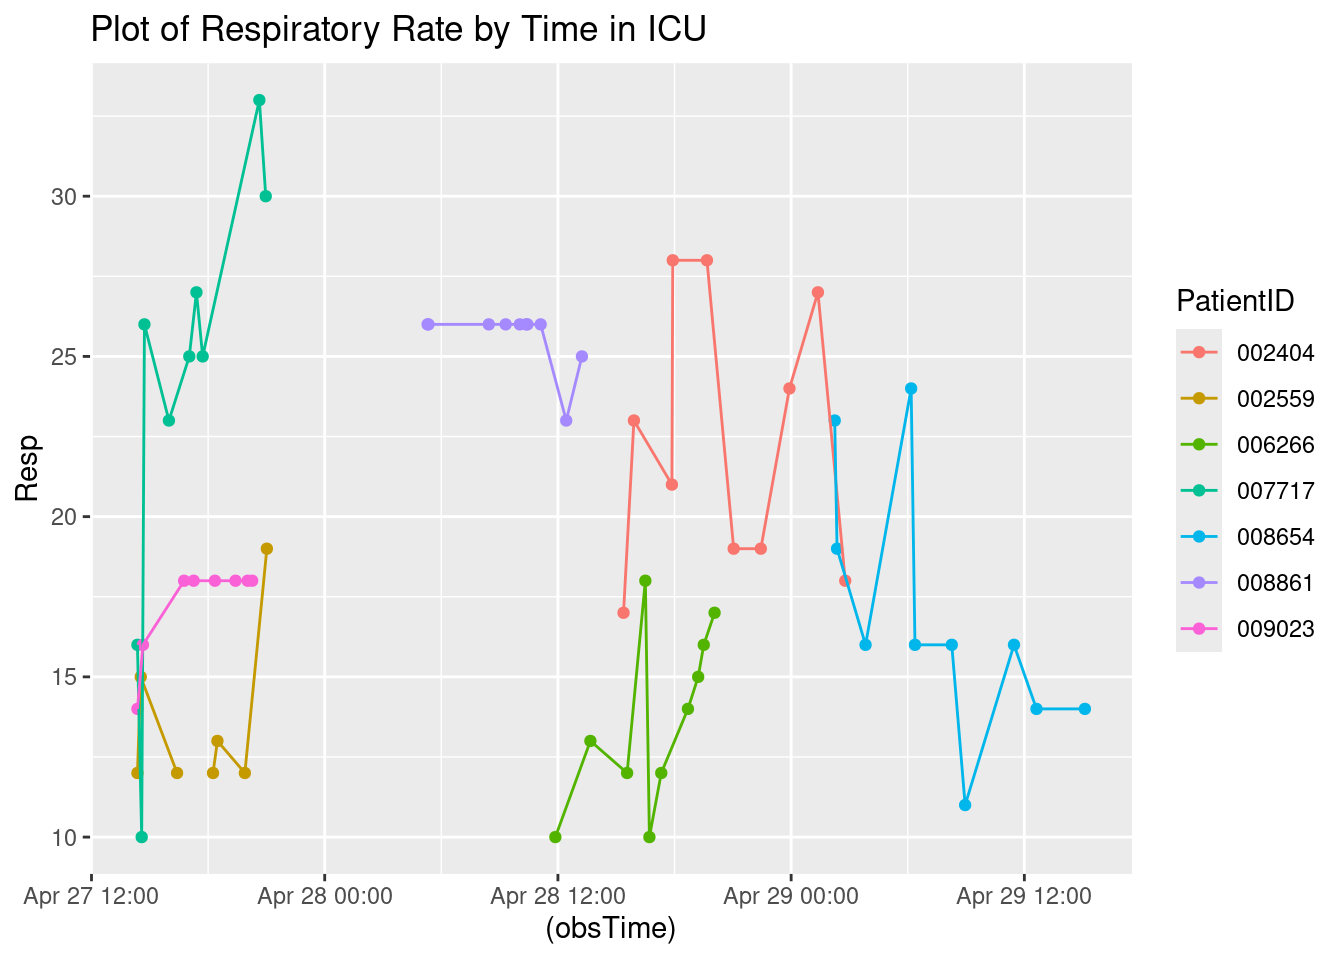 Plot of Respiratory Rate by Time in ICU
Resp
30
25
20
15
10
Apr 27 12:00
Apr 28 00:00
Apr 28 12:00
Apr 29 00:00
Apr 29 12:00
(obsTime)
PatientID
002404
002559
006266
007717
008654
008861
009023